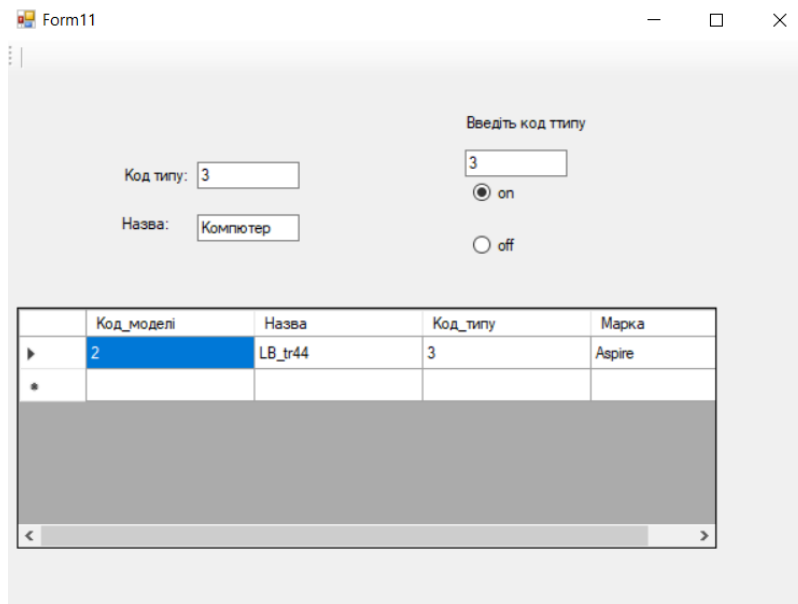 Form11
Введіть код ттипу
Код типу: 3
3
on
Назва: Компютер
off
Код_моделі Назва Код_типу Марка
2 LB_tr44 3 Aspire